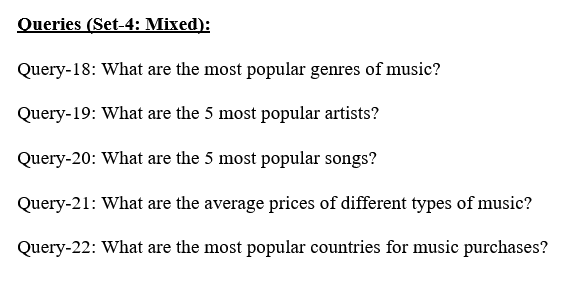 Queries (Set-4: Mixed):
Query-18: What are the most popular genres of music?
Query-19: What are the 5 most popular artists?
Query-20: What are the 5 most popular songs?
Query-21: What are the average prices of different types of music?
Query-22: What are the most popular countries for music purchases?